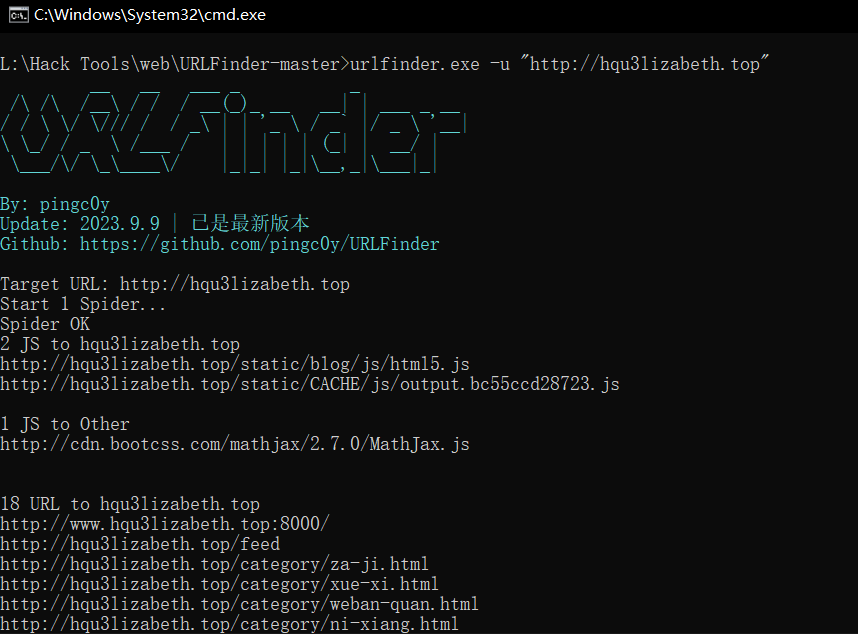 C:\Windows\System32\cmd.exe
L:\Hack Tools\web\URLFinder-master>urlfinder.exe -u "http://hqu3lizabeth.top"
URLFinder
By: pingc0y
Update: 2023.9.9 | 已是最新版本
Github: https://github.com/pingc0y/URLFinder
Target URL: http://hqu3lizabeth.top
Start 1 Spider...
Spider OK
2 JS to hqu3lizabeth.top
http://hqu3lizabeth.top/static/blog/js/html5.js
http://hqu3lizabeth.top/static/CACHE/js/output.bc55ccd28723.js
1 JS to Other
http://cdn.bootcss.com/mathjax/2.7.0/MathJax.js
18 URL to hqu3lizabeth.top
http://www.hqu3lizabeth.top:8000/
http://hqu3lizabeth.top/feed
http://hqu3lizabeth.top/category/za-ji.html
http://hqu3lizabeth.top/category/xue-xi.html
http://hqu3lizabeth.top/category/weban-quan.html
http://hqu3lizabeth.top/category/ni-xiang.html